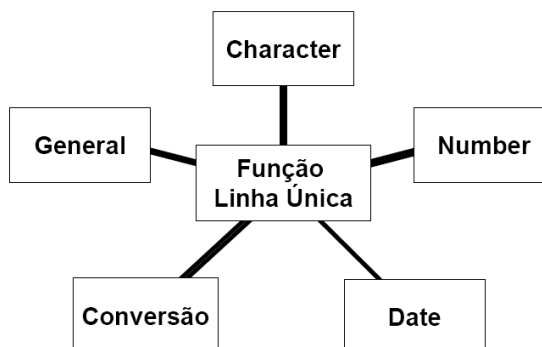 Character
General
Number
Função
Linha Única
Conversão
Date